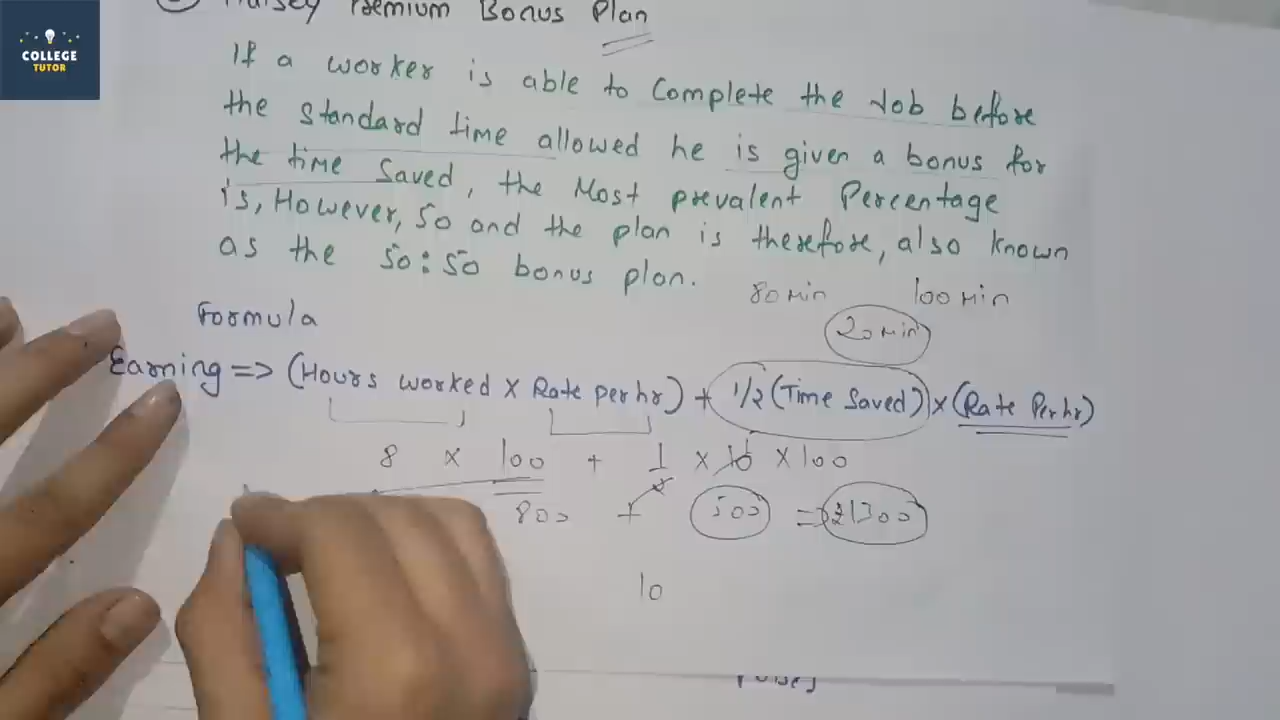 COLLEGE
TUTOR
Halsey Premium Bonus Plan
If a worker is able to Complete the Job before
the standard time allowed he is given a bonus for
the time Saved, the Most prevalent Percentage
is, However, 50 and the plan is therefore, also known
as the 50:50 bonus plan.
80 Min 100 Min
20 Min
Formula
Earning => (Hours worked X Rate per hr) + 1/2 (Time Saved) x (Rate Per hr)
8 x 100 + 1 x 10 x 100
800 + 500 => 1300
10